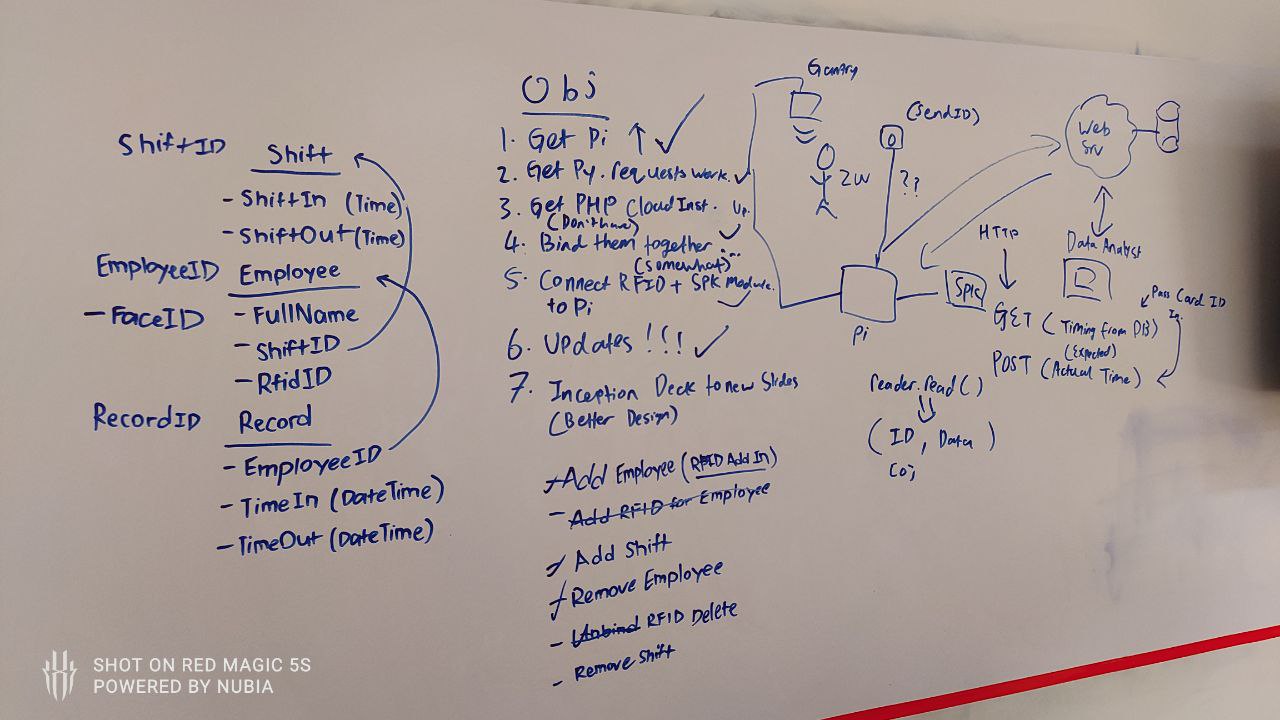 ShiftID
Shift
- ShiftIn (Time)
- ShiftOut (Time)
EmployeeID
Employee
- FaceID
- FullName
- ShiftID
- RfidID
RecordID
Record
- EmployeeID
- TimeIn (DateTime)
- TimeOut (DateTime)
Obj
1. Get Pi ↑ ✓
2. Get Py. requests work. ✓
3. Get PHP Cloud Inst. Up.
(Don't have)
4. Bind them together ... ✓
(somewhat)
5. Connect RFID + SPK Module.
to Pi ✓
6. UPdates !!! ✓
7. Inception Deck to new Slides
(Better Design)
Add Employee (RFID Add In)
- Add RFID for Employee
Add Shift
Remove Employee
- Unbind RFID Delete
- Remove Shift
Gantry
(SendID)
2W
??
Pi
SPK
Web
Srv
Data Analyst
HTTP
GET (Timing from DB)
(Expected)
POST (Actual Time)
Pass Card ID
In.
reader.read()
(ID, Data)
SHOT ON RED MAGIC 5S
POWERED BY NUBIA